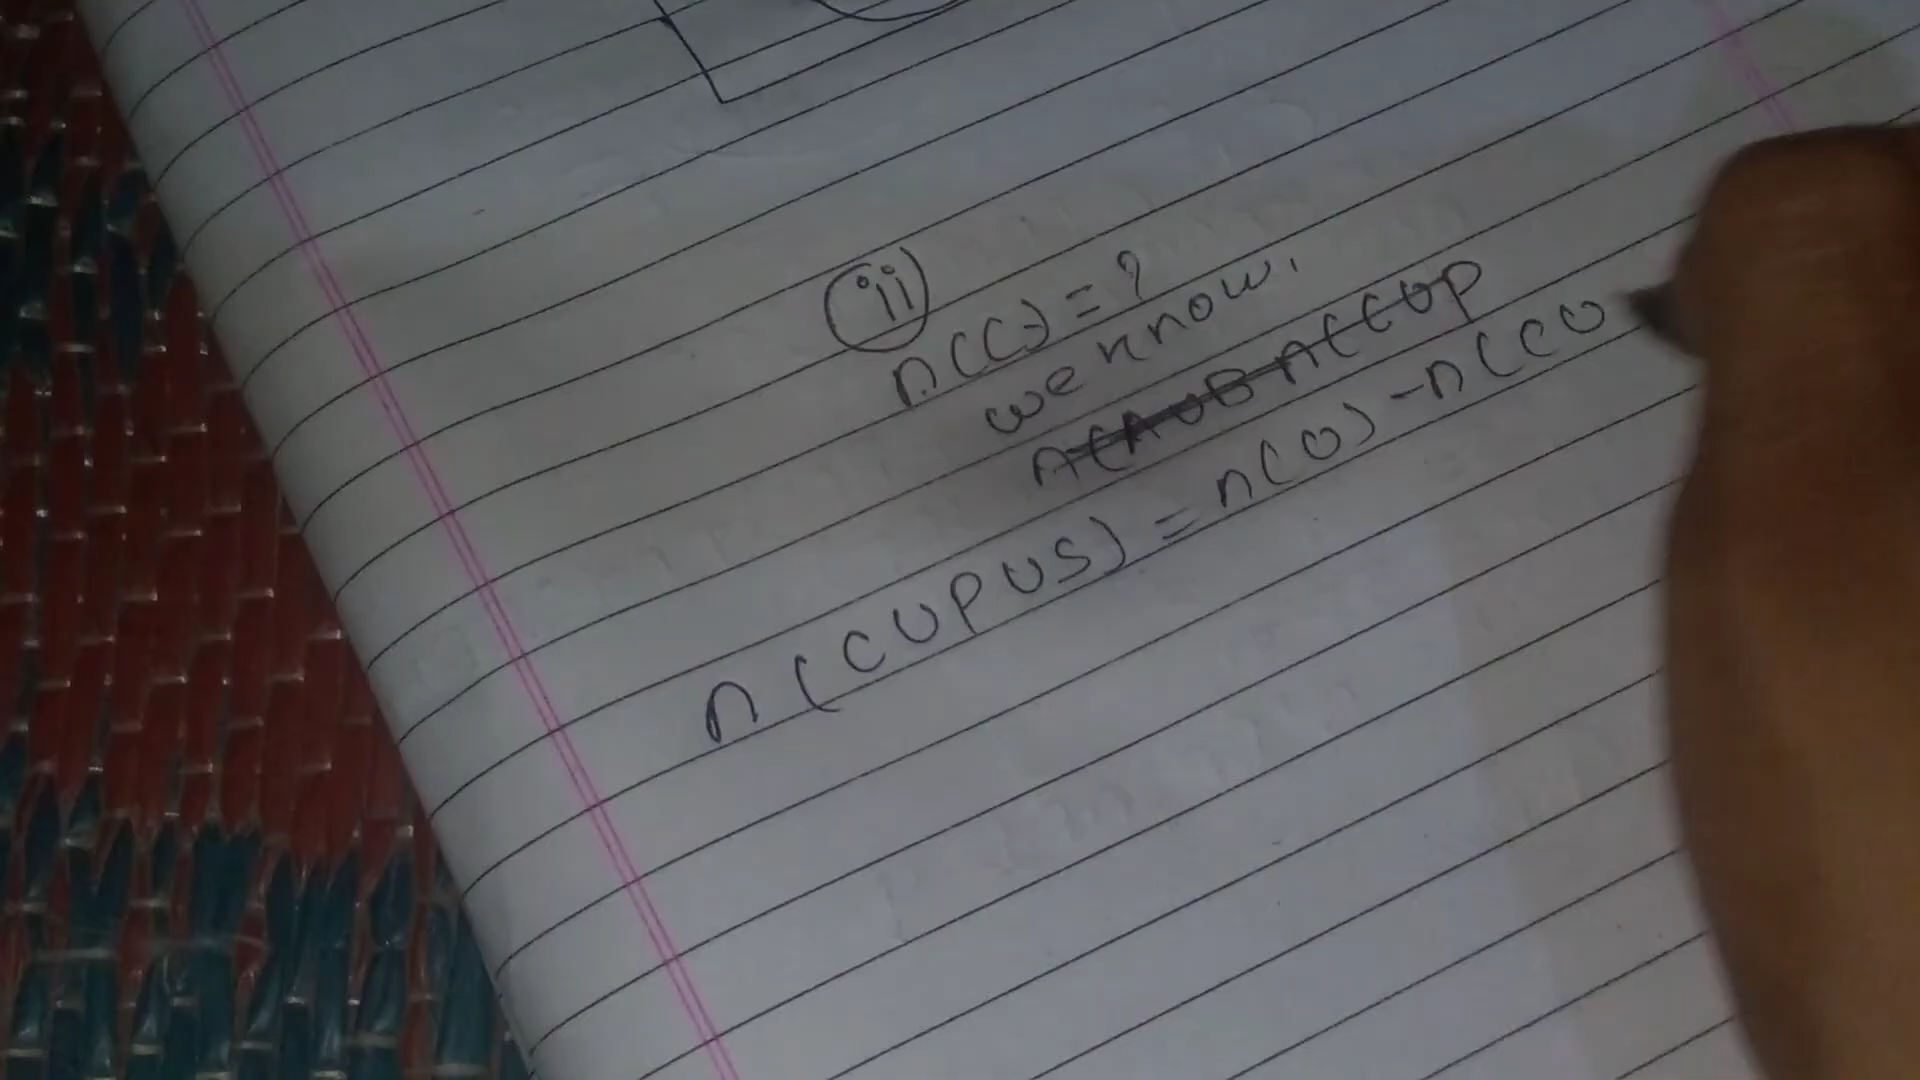 ii
n(C) = ?
we know,
n(A∪B n(C∪P
n(C∪P∪S) = n(U) - n(C∪